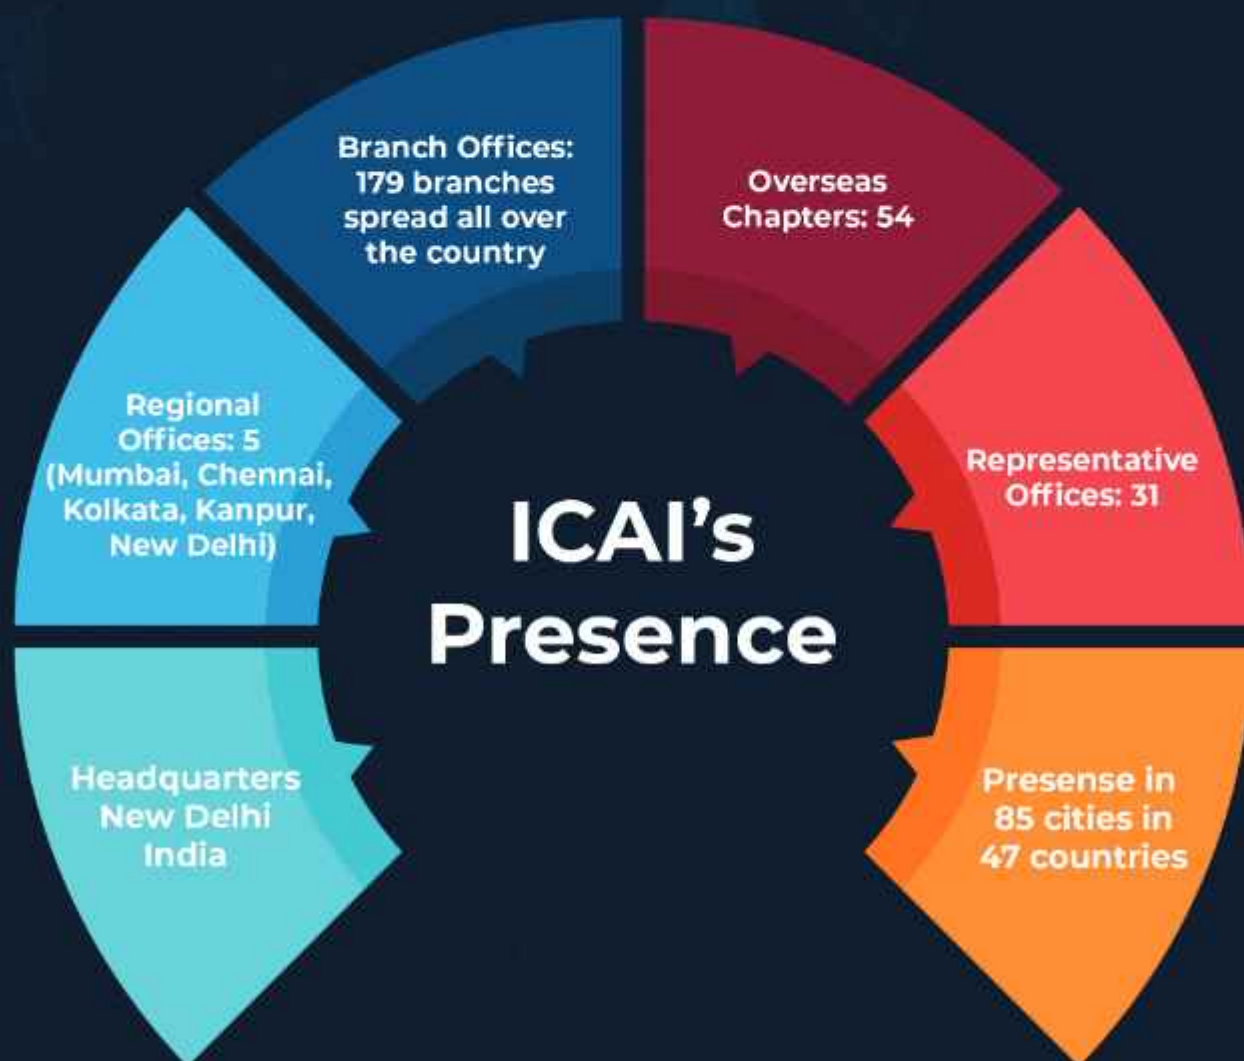 Branch Offices:
179 branches
spread all over
the country
Overseas
Chapters: 54
Regional
Offices: 5
(Mumbai, Chennai,
Kolkata, Kanpur,
New Delhi)
Representative
Offices: 31
ICAI’s
Presence
Headquarters
New Delhi
India
Presense in
85 cities in
47 countries